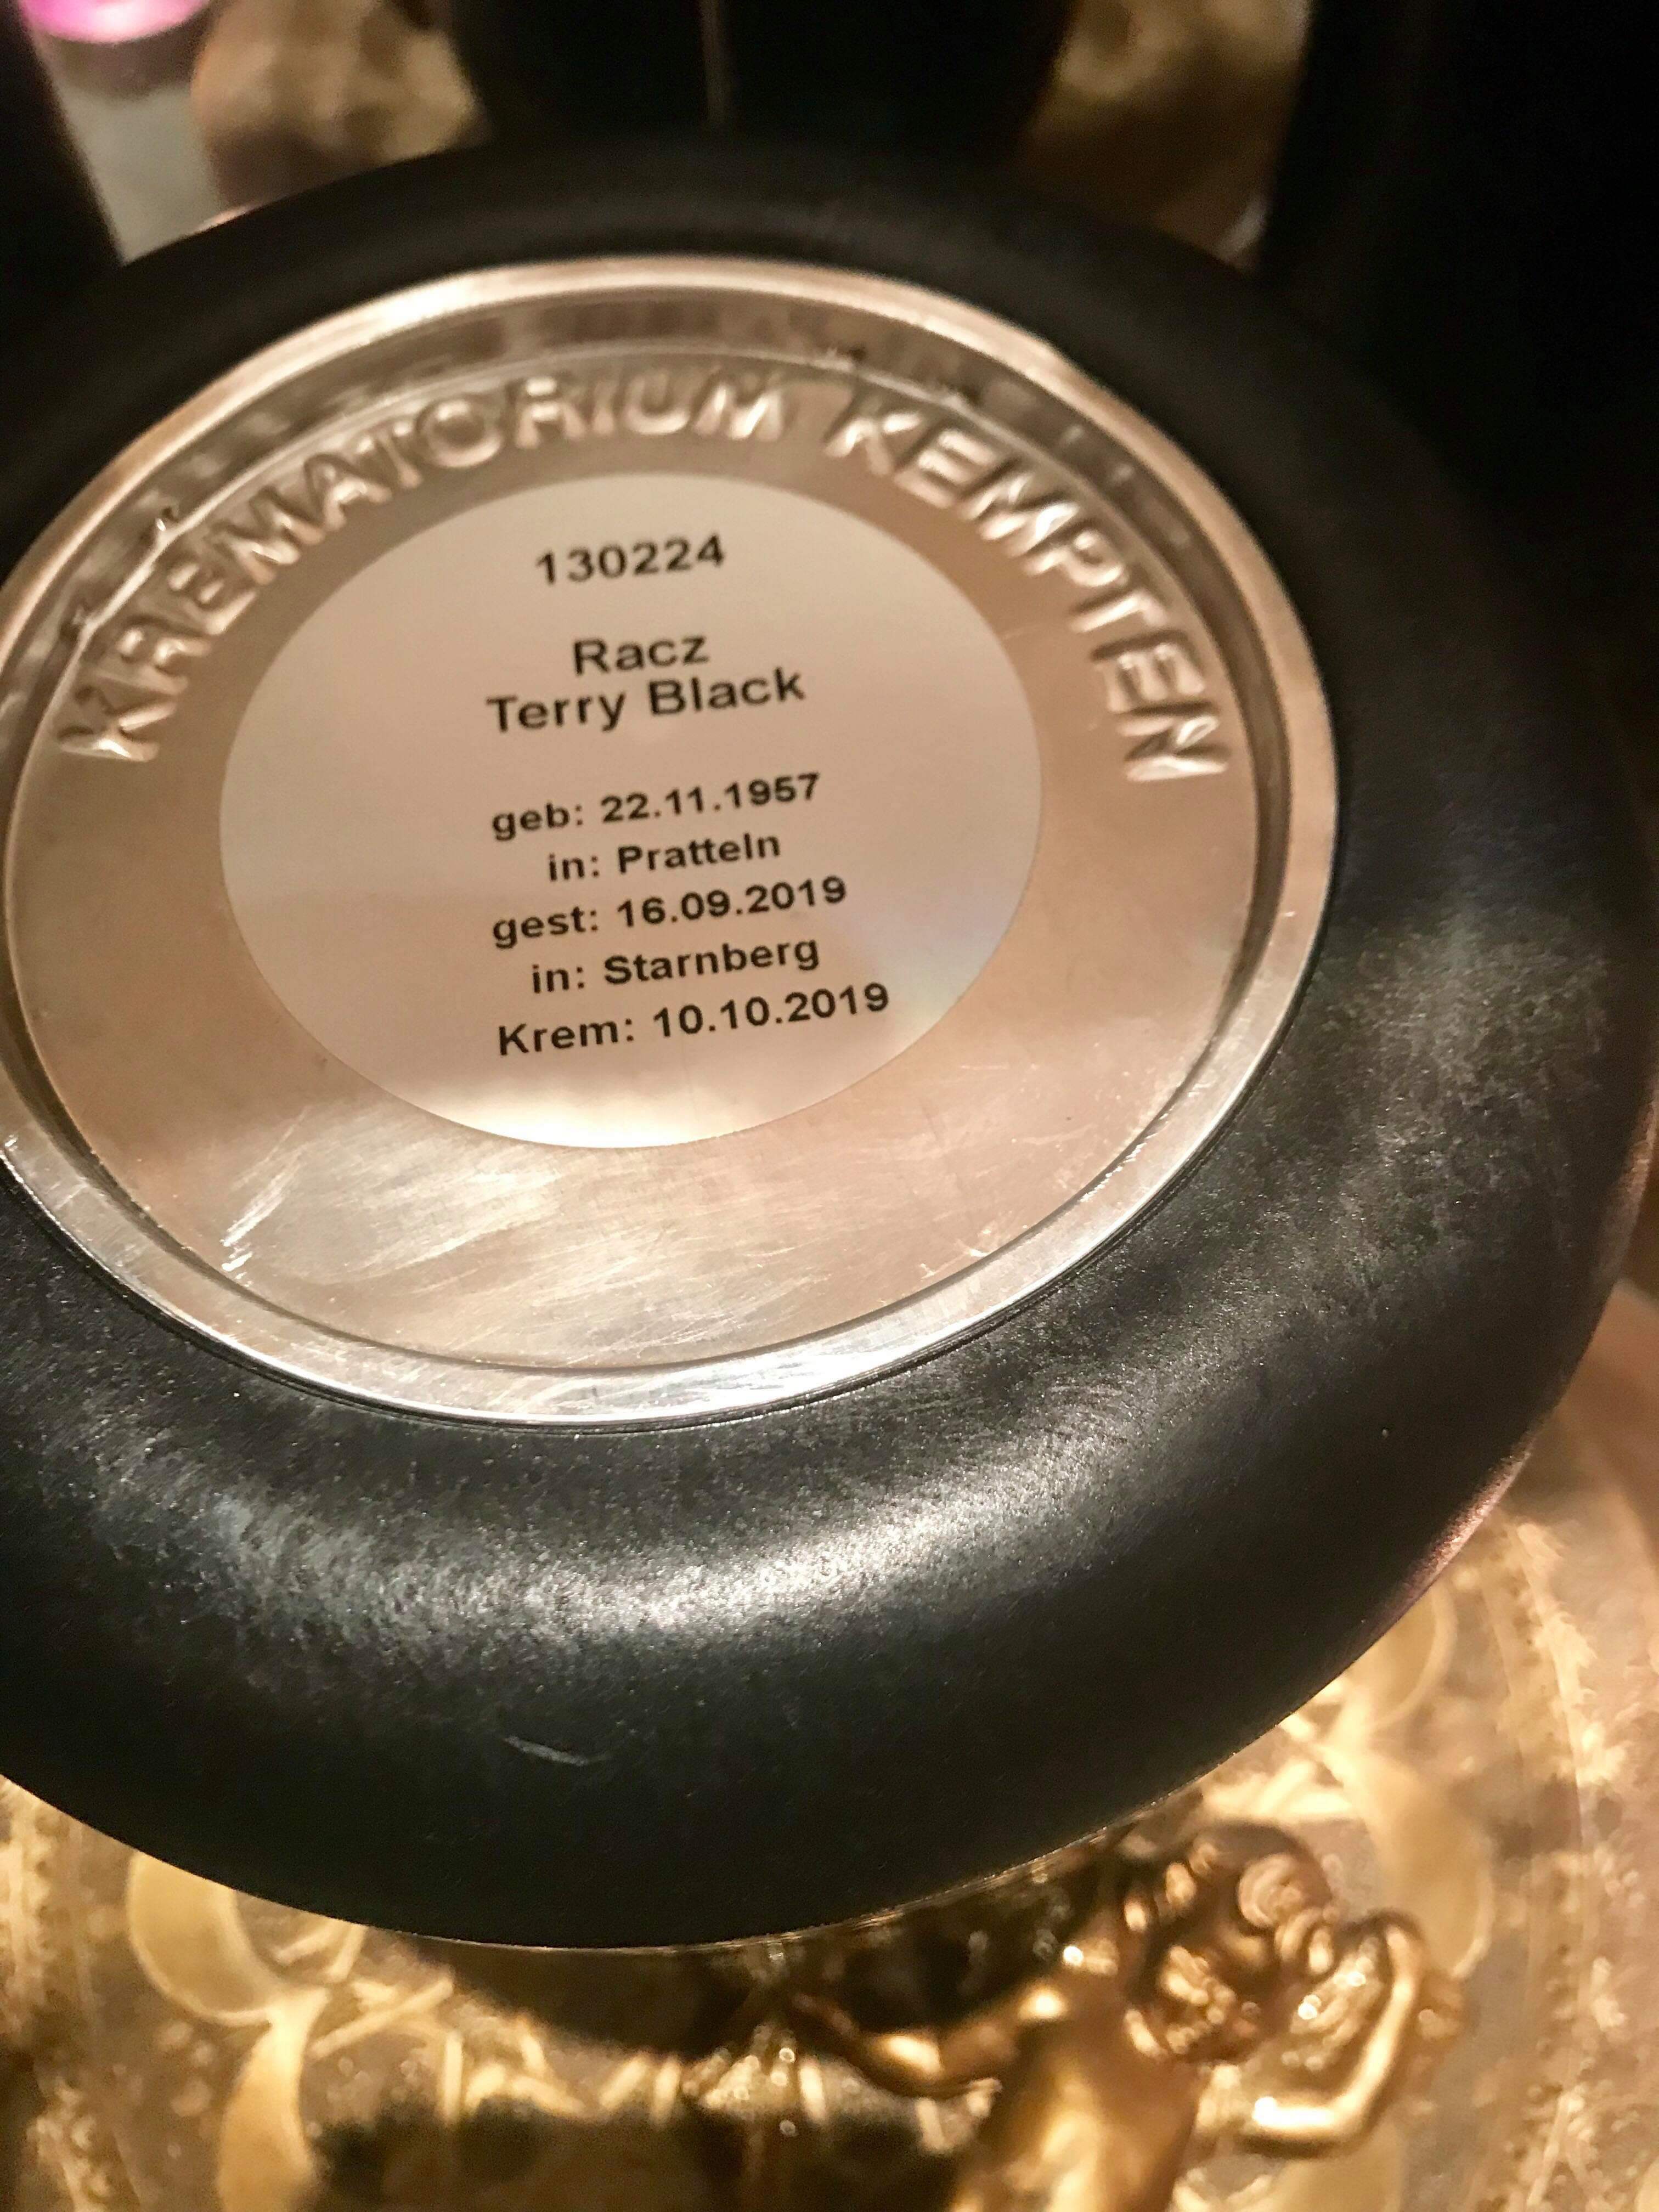 KREMATORIUM KEMPTEN
130224
Racz
Terry Black
geb: 22.11.1957
in: Pratteln
gest: 16.09.2019
in: Starnberg
Krem: 10.10.2019